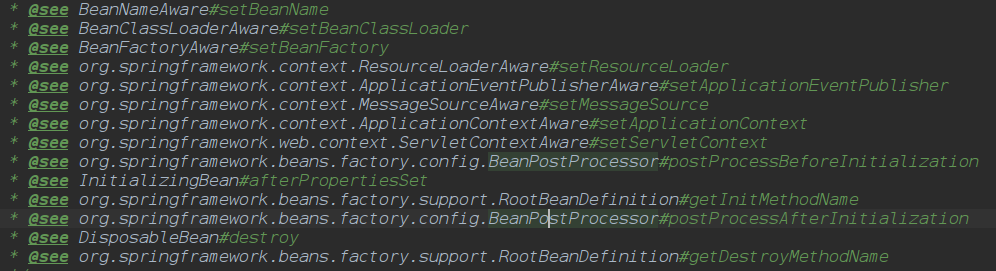 * @see BeanNameAware#setBeanName
* @see BeanClassLoaderAware#setBeanClassLoader
* @see BeanFactoryAware#setBeanFactory
* @see org.springframework.context.ResourceLoaderAware#setResourceLoader
* @see org.springframework.context.ApplicationEventPublisherAware#setApplicationEventPublisher
* @see org.springframework.context.MessageSourceAware#setMessageSource
* @see org.springframework.context.ApplicationContextAware#setApplicationContext
* @see org.springframework.web.context.ServletContextAware#setServletContext
* @see org.springframework.beans.factory.config.BeanPostProcessor#postProcessBeforeInitialization
* @see InitializingBean#afterPropertiesSet
* @see org.springframework.beans.factory.support.RootBeanDefinition#getInitMethodName
* @see org.springframework.beans.factory.config.BeanPostProcessor#postProcessAfterInitialization
* @see DisposableBean#destroy
* @see org.springframework.beans.factory.support.RootBeanDefinition#getDestroyMethodName